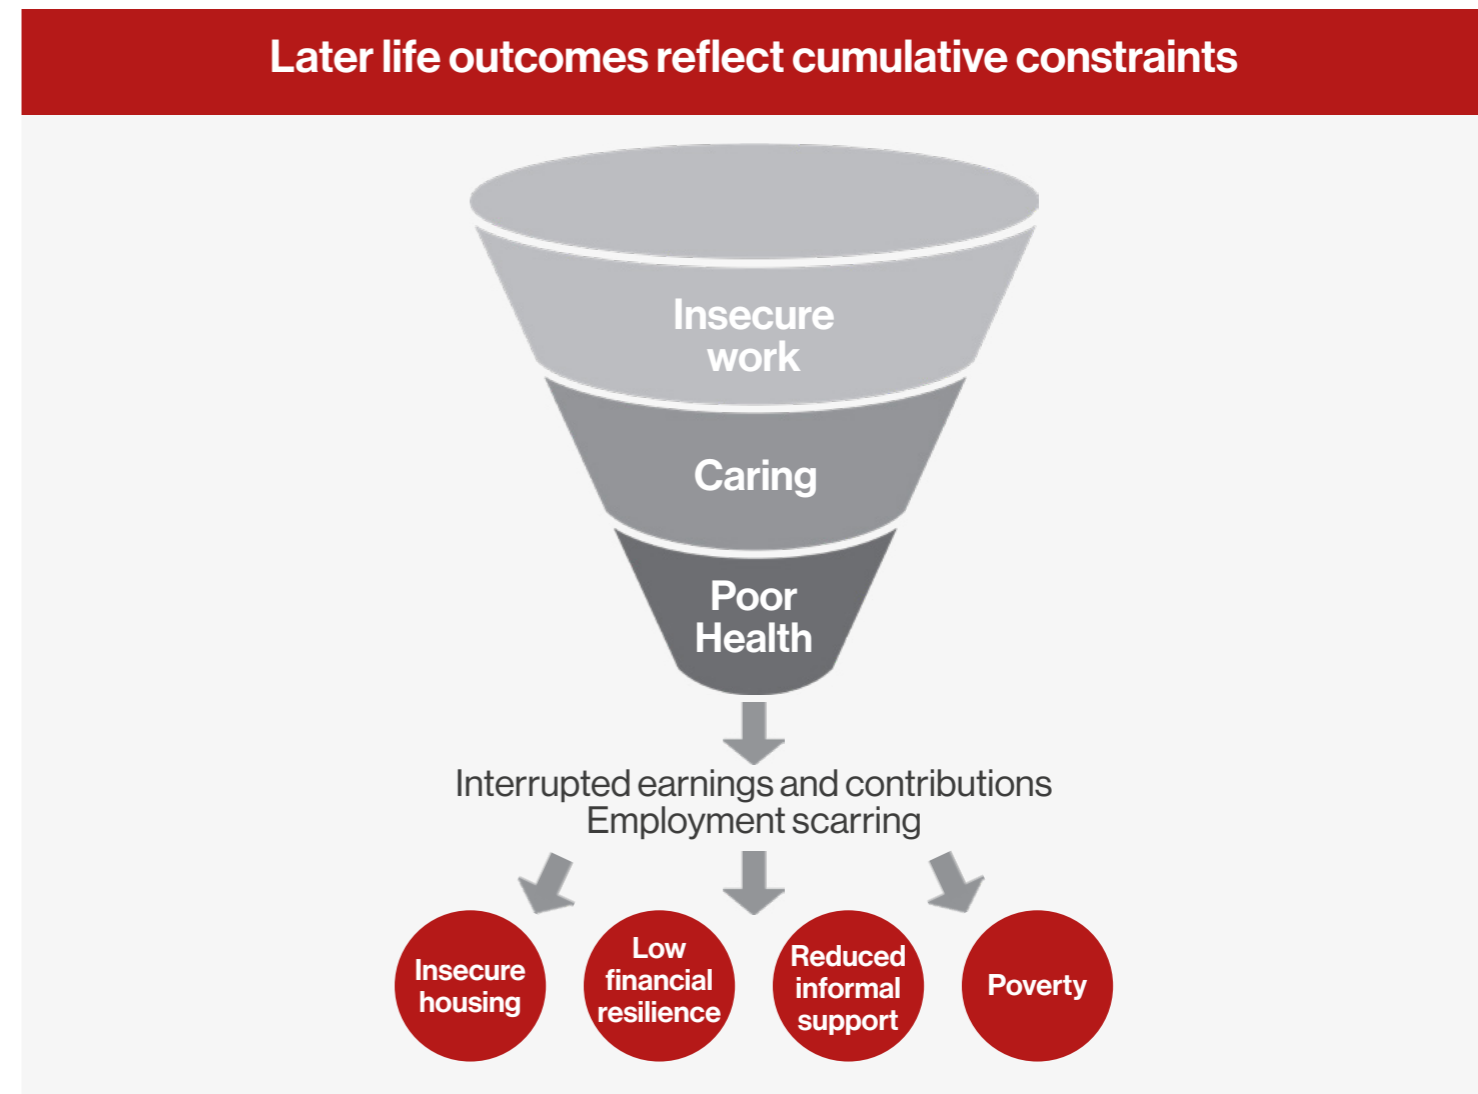 Later life outcomes reflect cumulative constraints
Insecure
work
Caring
Poor
Health
Interrupted earnings and contributions
Employment scarring
Insecure
housing
Low
financial
resilience
Reduced
informal
support
Poverty